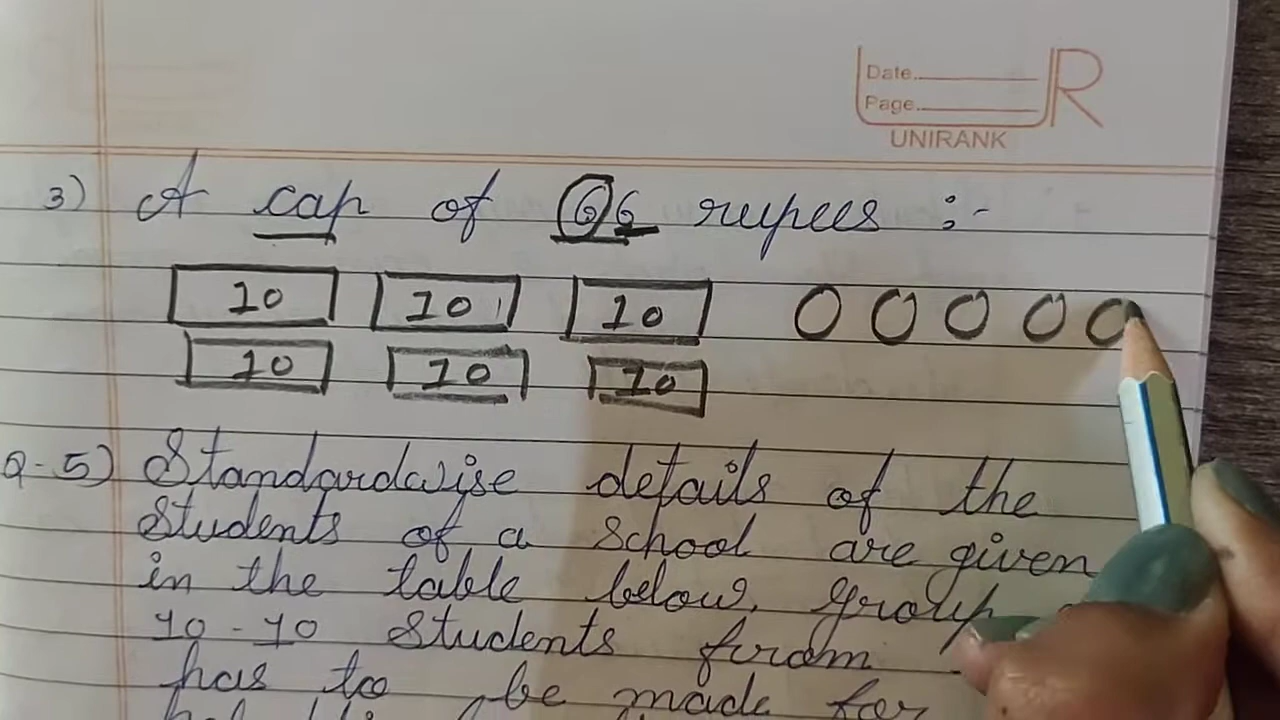 Date.
Page.
UNIRANK
3) A cap of 66 rupees :-
10 10 10
10 10 10
Q-5) Standardwise details of the
students of a school are given
in the table below. Group
10-10 students from
has to be made for